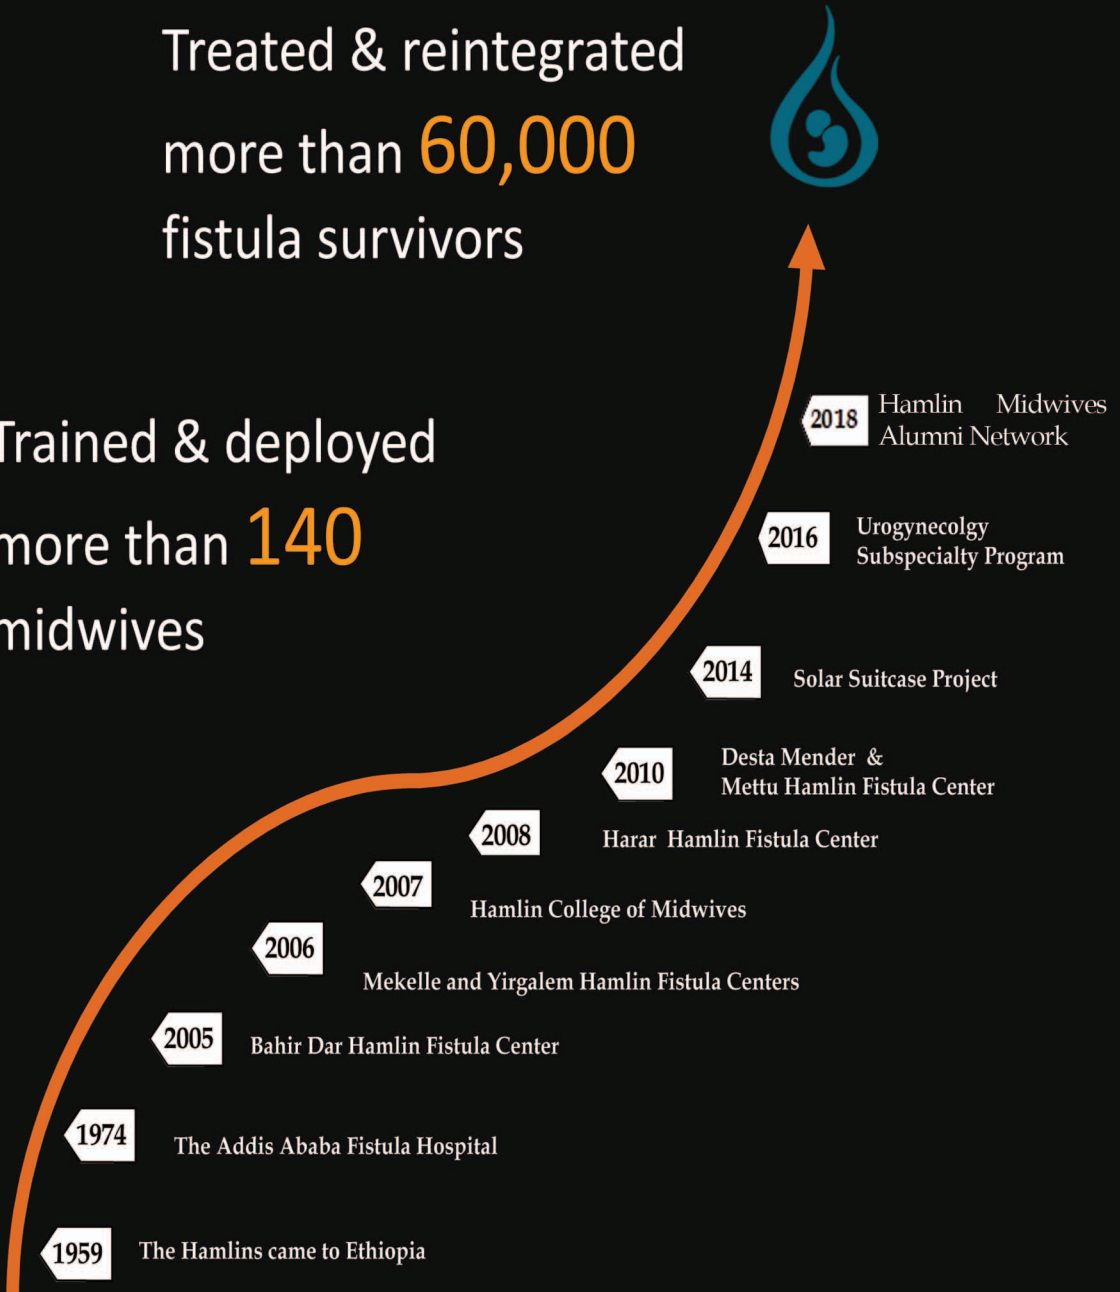 Treated & reintegrated
more than 60,000
fistula survivors
Trained & deployed
more than 140
midwives
2018 Hamlin Midwives
Alumni Network
2016 Urogynecolgy
Subspecialty Program
2014 Solar Suitcase Project
2010 Desta Mender &
Mettu Hamlin Fistula Center
2008 Harar Hamlin Fistula Center
2007 Hamlin College of Midwives
2006 Mekelle and Yirgalem Hamlin Fistula Centers
2005 Bahir Dar Hamlin Fistula Center
1974 The Addis Ababa Fistula Hospital
1959 The Hamlins came to Ethiopia